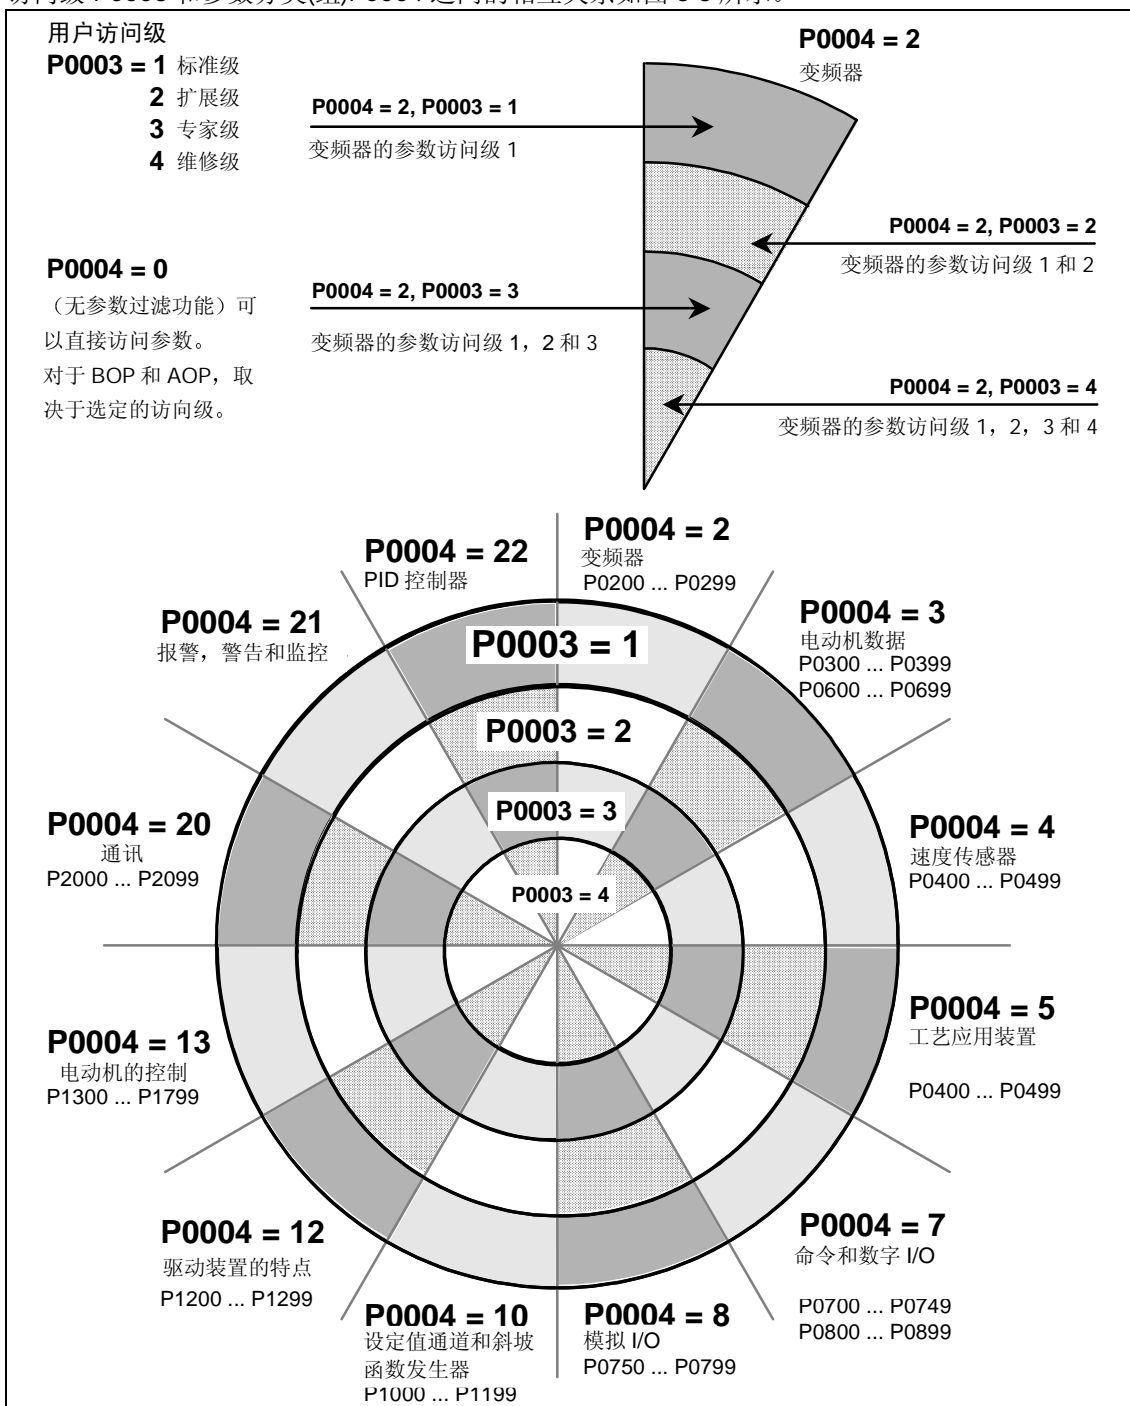 用户访问级
P0003 = 1 标准级
2 扩展级
3 专家级
4 维修级
P0004 = 2
变频器
P0004 = 2, P0003 = 1
变频器的参数访问级 1
P0004 = 2, P0003 = 2
变频器的参数访问级 1 和 2
P0004 = 0
(无参数过滤功能)可
以直接访问参数。
对于 BOP 和 AOP,取
决于选定的访向级。
P0004 = 2, P0003 = 3
变频器的参数访问级 1,2 和 3
P0004 = 2, P0003 = 4
变频器的参数访问级 1,2,3 和 4
P0004 = 2
变频器
P0200 ... P0299
P0004 = 22
PID 控制器
P0004 = 3
电动机数据
P0300 ... P0399
P0600 ... P0699
P0004 = 21
报警,警告和监控
P0003 = 1
P0003 = 2
P0003 = 3
P0003 = 4
P0004 = 20
通讯
P2000 ... P2099
P0004 = 4
速度传感器
P0400 ... P0499
P0004 = 13
电动机的控制
P1300 ... P1799
P0004 = 5
工艺应用装置
P0400 ... P0499
P0004 = 12
驱动装置的特点
P1200 ... P1299
P0004 = 7
命令和数字 I/O
P0700 ... P0749
P0800 ... P0899
P0004 = 10
设定值通道和斜坡
函数发生器
P1000 ... P1199
P0004 = 8
模拟 I/O
P0750 ... P0799